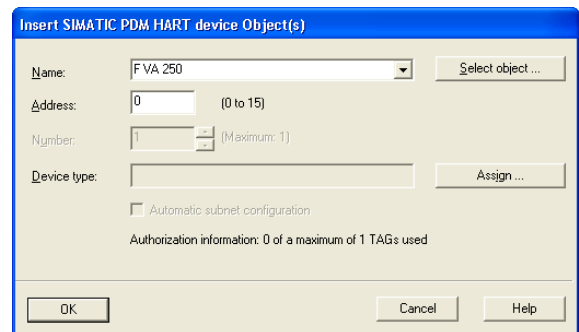 Insert SIMATIC PDM HART device Object(s)
Name: F VA 250 Select object ...
Address: 0 (0 to 15)
Number: 1 (Maximum: 1)
Device type: Assign ...
Automatic subnet configuration
Authorization information: 0 of a maximum of 1 TAGs used
OK Cancel Help